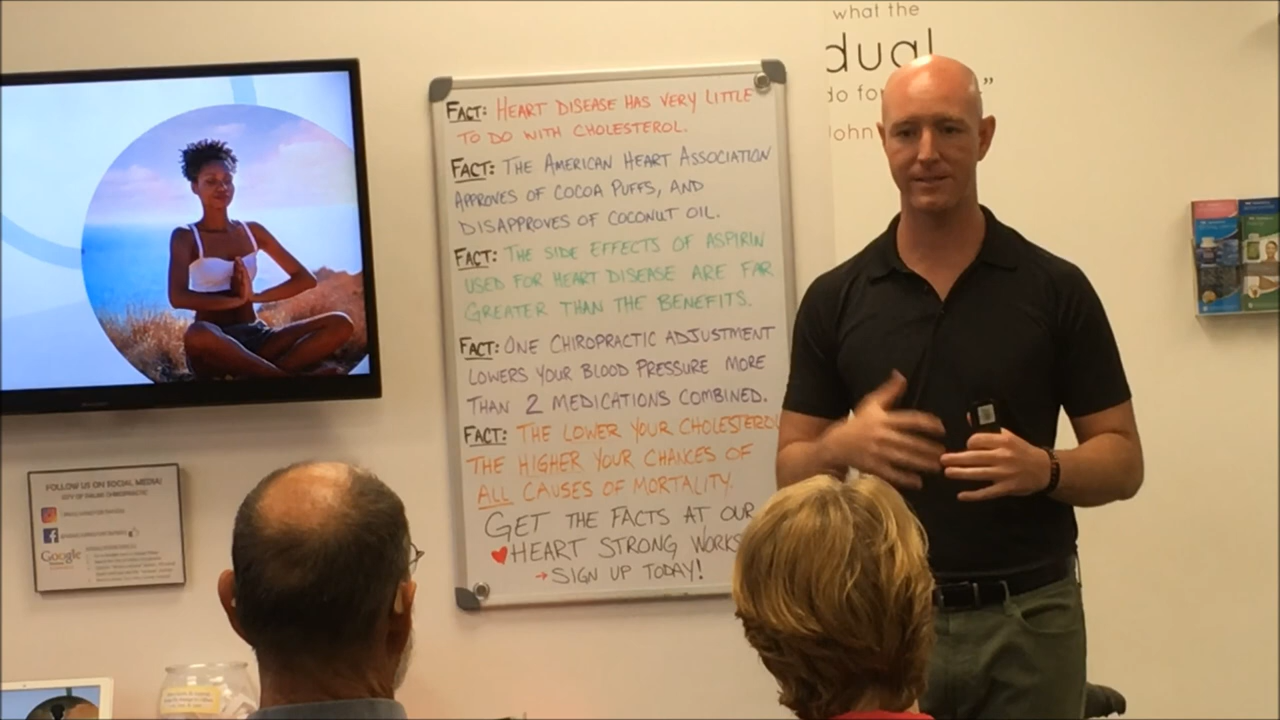 what the
dual
do for
”
John
FACT: HEART DISEASE HAS VERY LITTLE
TO DO WITH CHOLESTEROL.
FACT: THE AMERICAN HEART ASSOCIATION
APPROVES OF COCOA PUFFS, AND
DISAPPROVES OF COCONUT OIL.
FACT: THE SIDE EFFECTS OF ASPIRIN
USED FOR HEART DISEASE ARE FAR
GREATER THAN THE BENEFITS.
FACT: ONE CHIROPRACTIC ADJUSTMENT
LOWERS YOUR BLOOD PRESSURE MORE
THAN 2 MEDICATIONS COMBINED.
FACT: THE LOWER YOUR CHOLESTEROL
THE HIGHER YOUR CHANCES OF
ALL CAUSES OF MORTALITY.
GET THE FACTS AT OUR
HEART STRONG WORKS
→ SIGN UP TODAY!
FOLLOW US ON SOCIAL MEDIA!
Google